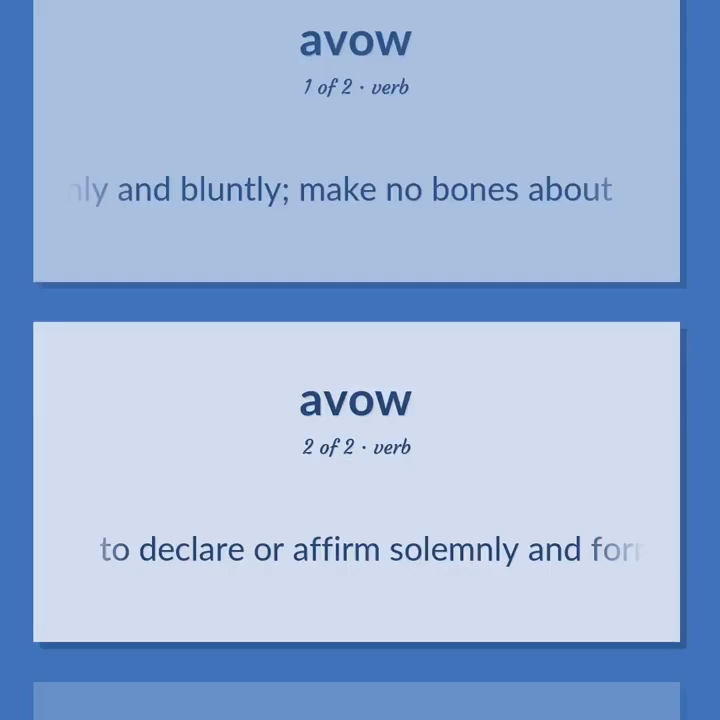 avow
1 of 2 · verb
and bluntly; make no bones about
avow
2 of 2 · verb
to declare or affirm solemnly and